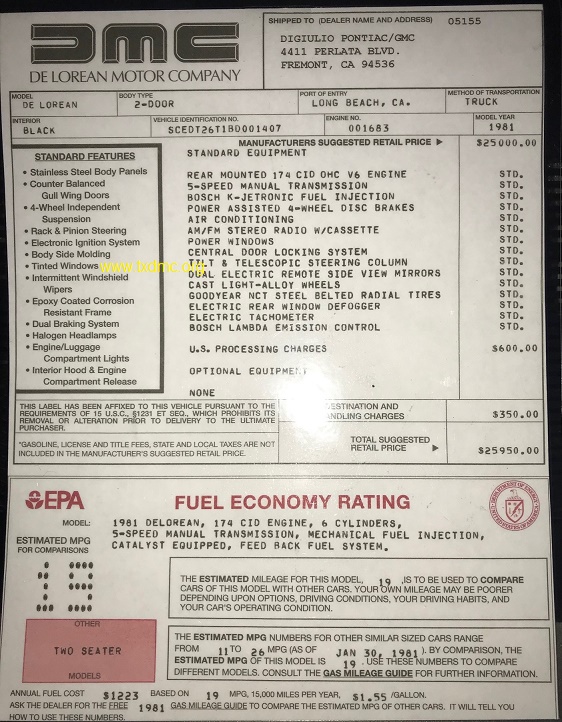 DMC
DE LOREAN MOTOR COMPANY
SHIPPED TO (DEALER NAME AND ADDRESS) 05155
DIGIULIO PONTIAC/GMC
4411 PERLATA BLVD.
FREMONT, CA 94536
MODEL BODY TYPE PORT OF ENTRY METHOD OF TRANSPORTATION
DE LOREAN 2-DOOR LONG BEACH, CA. TRUCK
INTERIOR VEHICLE IDENTIFICATION NO. ENGINE NO. MODEL YEAR
BLACK SCEDT26T1BD001407 001683 1981
MANUFACTURERS SUGGESTED RETAIL PRICE ▶ $25000.00
STANDARD FEATURES
• Stainless Steel Body Panels
• Counter Balanced
Gull Wing Doors
• 4-Wheel Independent
Suspension
• Rack & Pinion Steering
• Electronic Ignition System
• Body Side Molding
• Tinted Windows
• Intermittent Windshield
Wipers
• Epoxy Coated Corrosion
Resistant Frame
• Dual Braking System
• Halogen Headlamps
• Engine/Luggage
Compartment Lights
• Interior Hood & Engine
Compartment Release
www.txdmc.org
STANDARD EQUIPMENT
REAR MOUNTED 174 CID OHC V6 ENGINE STD.
5-SPEED MANUAL TRANSMISSION STD.
BOSCH K-JETRONIC FUEL INJECTION STD.
POWER ASSISTED 4-WHEEL DISC BRAKES STD.
AIR CONDITIONING STD.
AM/FM STEREO RADIO W/CASSETTE STD.
POWER WINDOWS STD.
CENTRAL DOOR LOCKING SYSTEM STD.
TILT & TELESCOPIC STEERING COLUMN STD.
DUAL ELECTRIC REMOTE SIDE VIEW MIRRORS STD.
CAST LIGHT-ALLOY WHEELS STD.
GOODYEAR NCT STEEL BELTED RADIAL TIRES STD.
ELECTRIC REAR WINDOW DEFOGGER STD.
ELECTRIC TACHOMETER STD.
BOSCH LAMBDA EMISSION CONTROL STD.
U.S. PROCESSING CHARGES $600.00
OPTIONAL EQUIPMENT
NONE
THIS LABEL HAS BEEN AFFIXED TO THIS VEHICLE PURSUANT TO THE
REQUIREMENTS OF 15 U.S.C., §1231 ET SEQ., WHICH PROHIBITS ITS
REMOVAL OR ALTERATION PRIOR TO DELIVERY TO THE ULTIMATE
PURCHASER.
DESTINATION AND
HANDLING CHARGES $350.00
*GASOLINE, LICENSE AND TITLE FEES, STATE AND LOCAL TAXES ARE NOT
INCLUDED IN THE MANUFACTURER'S SUGGESTED RETAIL PRICE.
TOTAL SUGGESTED
RETAIL PRICE ▶ $25950.00
EPA FUEL ECONOMY RATING
MODEL: 1981 DELOREAN, 174 CID ENGINE, 6 CYLINDERS,
5-SPEED MANUAL TRANSMISSION, MECHANICAL FUEL INJECTION,
CATALYST EQUIPPED, FEED BACK FUEL SYSTEM.
ESTIMATED MPG
FOR COMPARISONS
19
THE ESTIMATED MILEAGE FOR THIS MODEL, 19 ,IS TO BE USED TO COMPARE
CARS OF THIS MODEL WITH OTHER CARS. YOUR OWN MILEAGE MAY BE POORER
DEPENDING UPON OPTIONS, DRIVING CONDITIONS, YOUR DRIVING HABITS, AND
YOUR CAR'S OPERATING CONDITION.
OTHER
TWO SEATER
MODELS
THE ESTIMATED MPG NUMBERS FOR OTHER SIMILAR SIZED CARS RANGE
FROM 11 TO 26 MPG (AS OF JAN 30, 1981 ). BY COMPARISON, THE
ESTIMATED MPG OF THIS MODEL IS 19 . USE THESE NUMBERS TO COMPARE
DIFFERENT MODELS. CONSULT THE GAS MILEAGE GUIDE FOR FURTHER INFORMATION.
ANNUAL FUEL COST $1223 BASED ON 19 MPG, 15,000 MILES PER YEAR, $1.55 /GALLON.
ASK THE DEALER FOR THE FREE 1981 GAS MILEAGE GUIDE TO COMPARE THE ESTIMATED MPG OF OTHER CARS. IT WILL TELL YOU
HOW TO USE THESE NUMBERS.